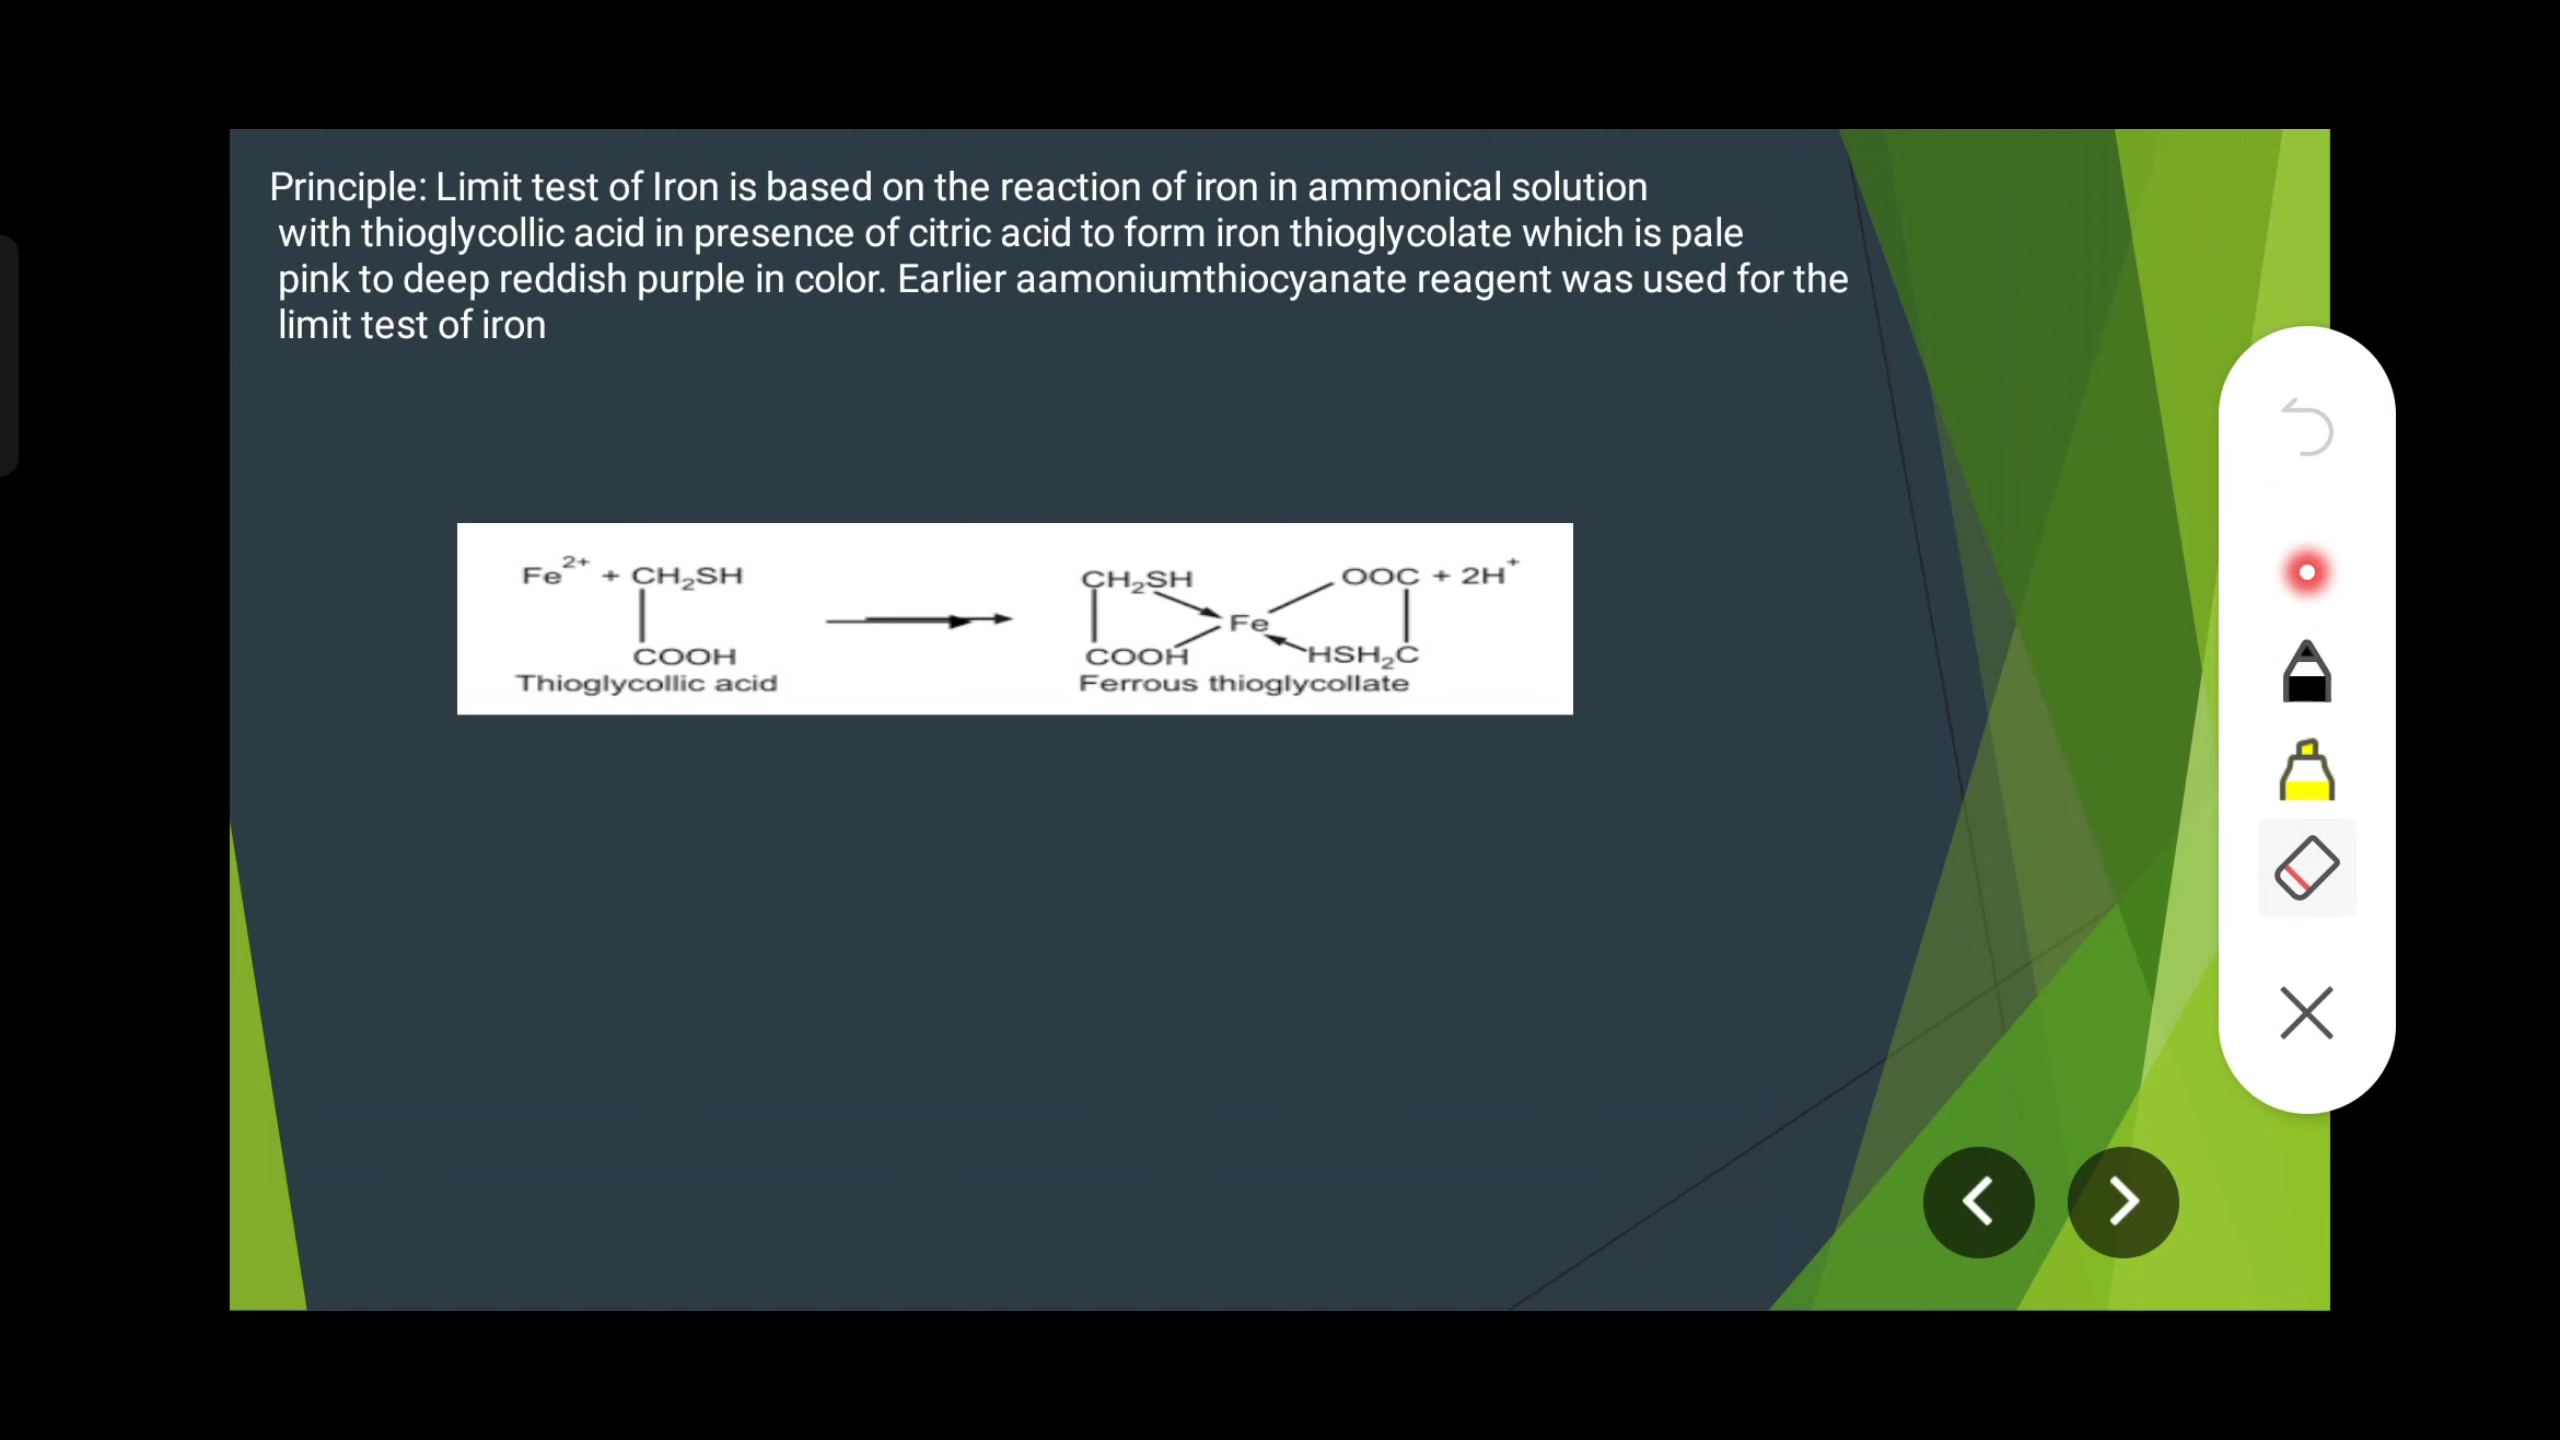 Principle: Limit test of Iron is based on the reaction of iron in ammonical solution
with thioglycollic acid in presence of citric acid to form iron thioglycolate which is pale
pink to deep reddish purple in color. Earlier aamoniumthiocyanate reagent was used for the
limit test of iron
Fe²⁺ + CH₂SH
COOH
Thioglycollic acid
CH₂SH
Fe
OOC + 2H⁺
COOH
HSH₂C
Ferrous thioglycollate